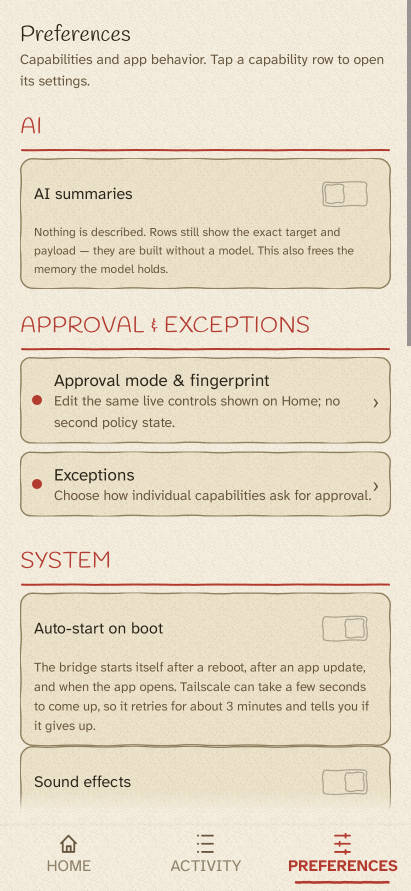 Preferences
Capabilities and app behavior. Tap a capability row to open
its settings.
AI
AI summaries
Nothing is described. Rows still show the exact target and
payload — they are built without a model. This also frees the
memory the model holds.
APPROVAL & EXCEPTIONS
Approval mode & fingerprint
Edit the same live controls shown on Home; no
second policy state.
Exceptions
Choose how individual capabilities ask for approval.
SYSTEM
Auto-start on boot
The bridge starts itself after a reboot, after an app update,
and when the app opens. Tailscale can take a few seconds
to come up, so it retries for about 3 minutes and tells you if
it gives up.
Sound effects
HOME
ACTIVITY
PREFERENCES